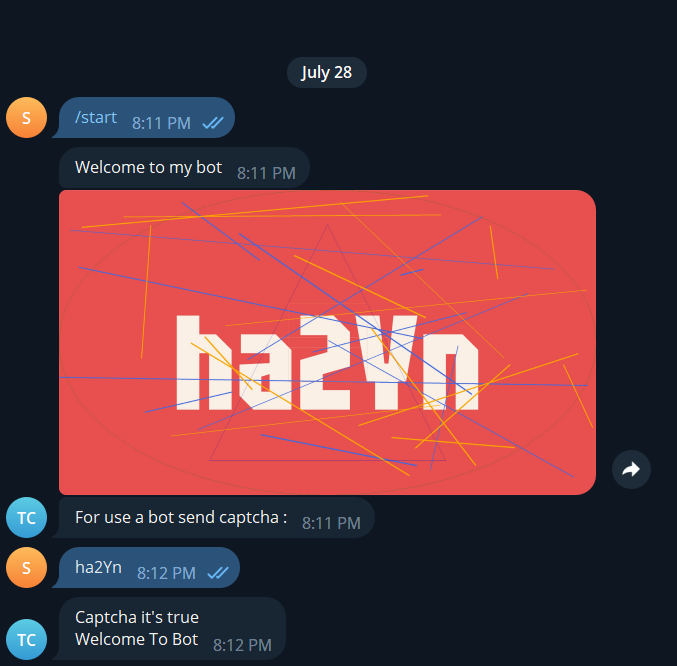 July 28
S
/start 8:11 PM
Welcome to my bot 8:11 PM
ha2Yn
TC
For use a bot send captcha : 8:11 PM
S
ha2Yn 8:12 PM
Captcha it's true
TC
Welcome To Bot 8:12 PM